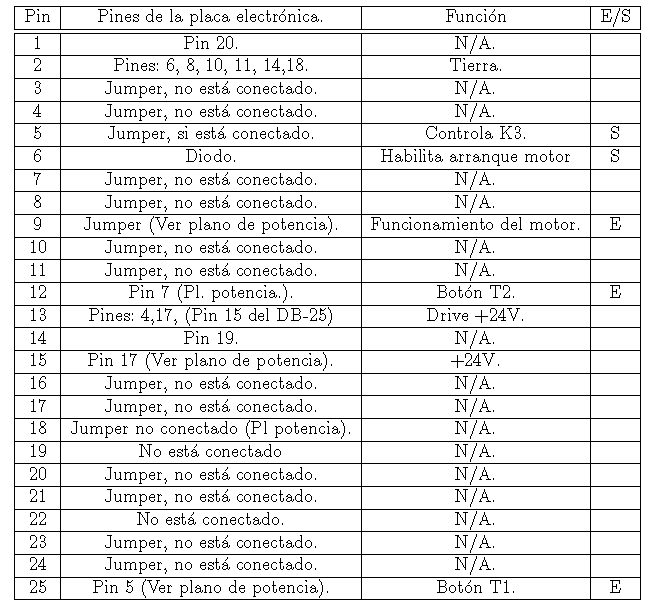 Pin Pines de la placa electrónica. Función E/S
1 Pin 20. N/A.
2 Pines: 6, 8, 10, 11, 14,18. Tierra.
3 Jumper, no está conectado. N/A.
4 Jumper, no está conectado. N/A.
5 Jumper, si está conectado. Controla K3. S
6 Diodo. Habilita arranque motor S
7 Jumper, no está conectado. N/A.
8 Jumper, no está conectado. N/A.
9 Jumper (Ver plano de potencia). Funcionamiento del motor. E
10 Jumper, no está conectado. N/A.
11 Jumper, no está conectado. N/A.
12 Pin 7 (Pl. potencia.). Botón T2. E
13 Pines: 4,17, (Pin 15 del DB-25) Drive +24V.
14 Pin 19. N/A.
15 Pin 17 (Ver plano de potencia). +24V.
16 Jumper, no está conectado. N/A.
17 Jumper, no está conectado. N/A.
18 Jumper no conectado (Pl potencia). N/A.
19 No está conectado N/A.
20 Jumper, no está conectado. N/A.
21 Jumper, no está conectado. N/A.
22 No está conectado. N/A.
23 Jumper, no está conectado. N/A.
24 Jumper, no está conectado. N/A.
25 Pin 5 (Ver plano de potencia). Botón T1. E